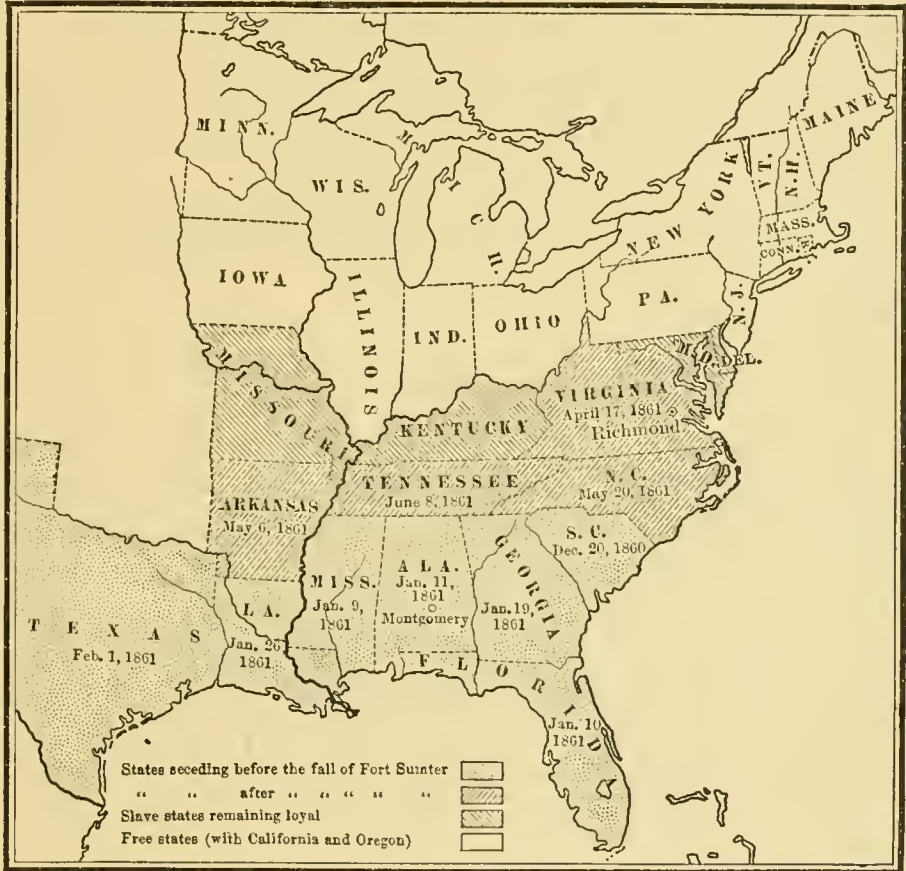 MINN.
WIS.
MICH.
IOWA
ILLINOIS
IND.
OHIO
PA.
NEW YORK
VT.
N.H.
MAINE
MASS.
CONN.
N.J.
MD.
DEL.
MISSOURI
KENTUCKY
VIRGINIA
April 17, 1861
Richmond
TENNESSEE
June 8, 1861
N. C.
May 20, 1861
ARKANSAS
May 6, 1861
S. C.
Dec. 20, 1860
MISS.
Jan. 9,
1861
ALA.
Jan. 11,
1861
Montgomery
GEORGIA
Jan. 19,
1861
LA.
Jan. 26,
1861
TEXAS
Feb. 1, 1861
FLORIDA
Jan. 10,
1861
States seceding before the fall of Fort Sumter
“ “ after “ “ “ “ “
Slave states remaining loyal
Free states (with California and Oregon)